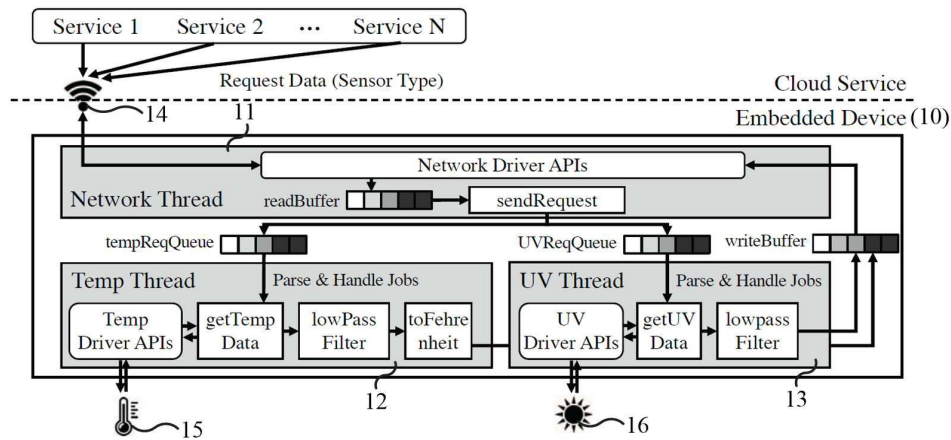 Service 1 Service 2 ... Service N
Request Data (Sensor Type)
Cloud Service
14
Embedded Device (10)
11
Network Driver APIs
Network Thread
readBuffer
sendRequest
tempReqQueue
UVReqQueue
writeBuffer
Temp Thread
Parse & Handle Jobs
Temp
Driver APIs
getTemp
Data
lowPass
Filter
toFehre
nheit
UV Thread
Parse & Handle Jobs
UV
Driver APIs
getUV
Data
lowpass
Filter
12
13
15
16